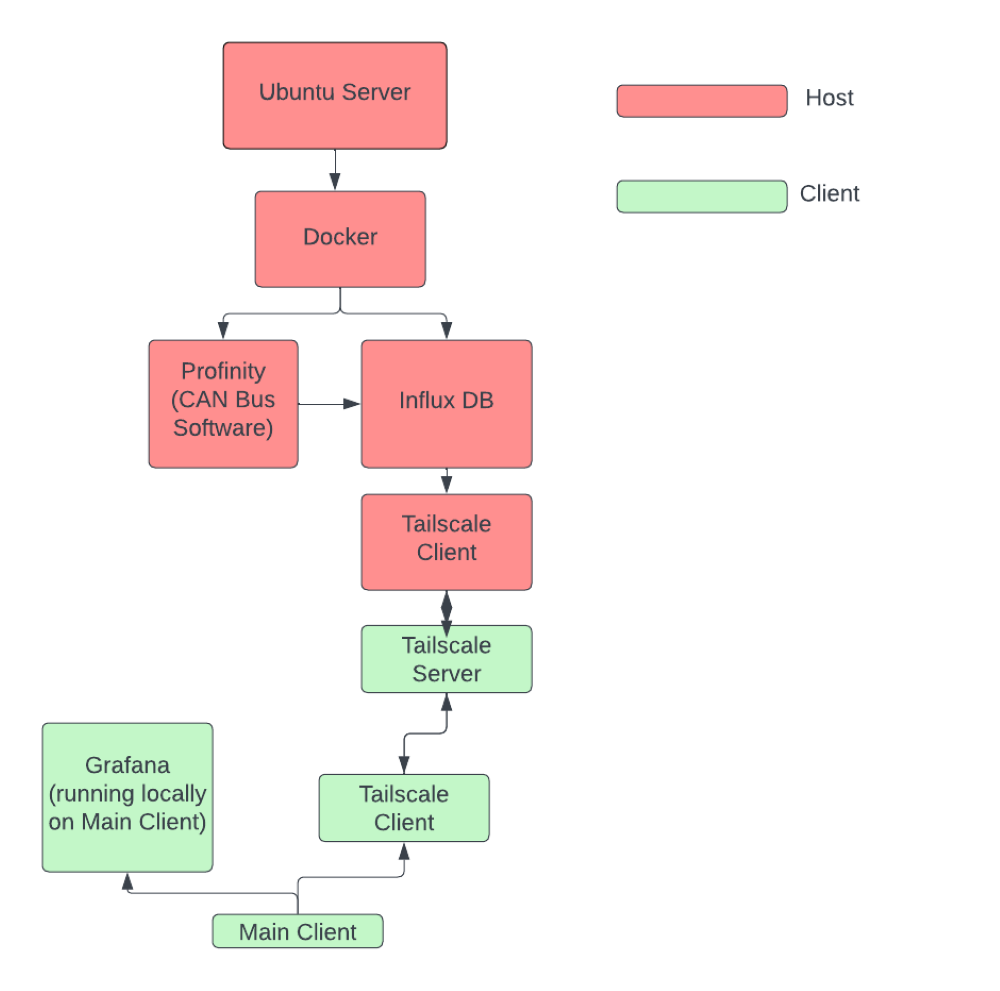 Ubuntu Server
Host
Client
Docker
Profinity
(CAN Bus
Software)
Influx DB
Tailscale
Client
Tailscale
Server
Grafana
(running locally
on Main Client)
Tailscale
Client
Main Client